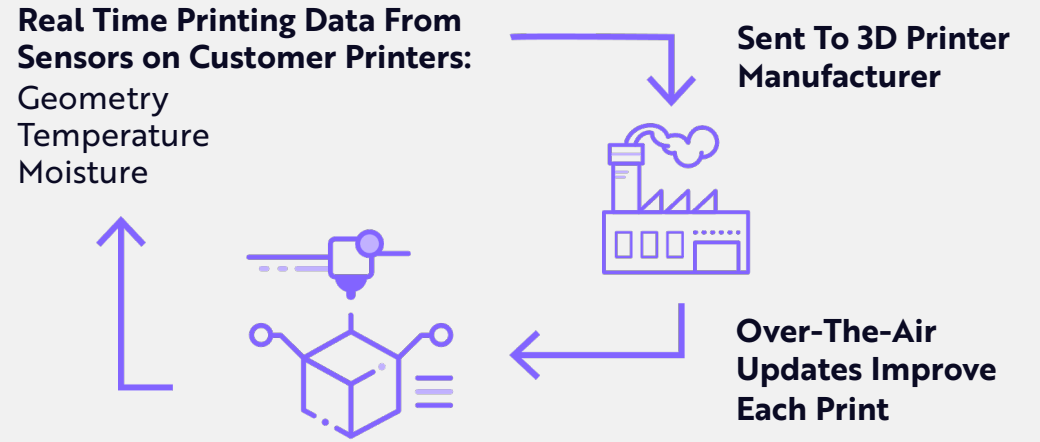 Real Time Printing Data From
Sensors on Customer Printers:
Geometry
Temperature
Moisture
Sent To 3D Printer
Manufacturer
Over-The-Air
Updates Improve
Each Print